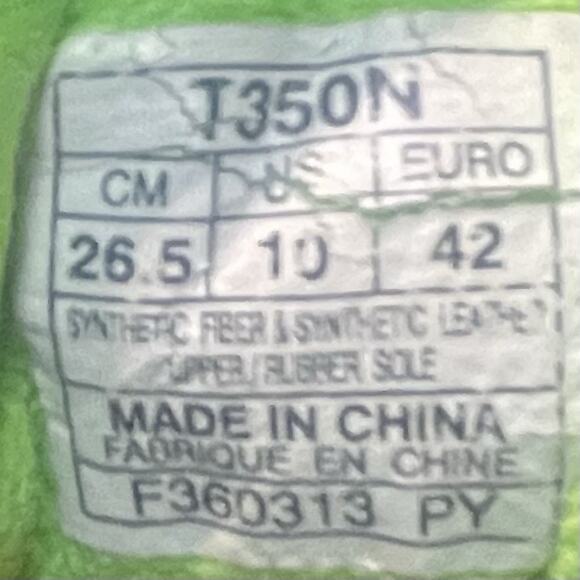 T350N
CM US EURO
26.5 10 42
SYNTHETIC FIBER & SYNTHETIC LEATHER
UPPER/RUBBER SOLE
MADE IN CHINA
FABRIQUE EN CHINE
F360313 PY